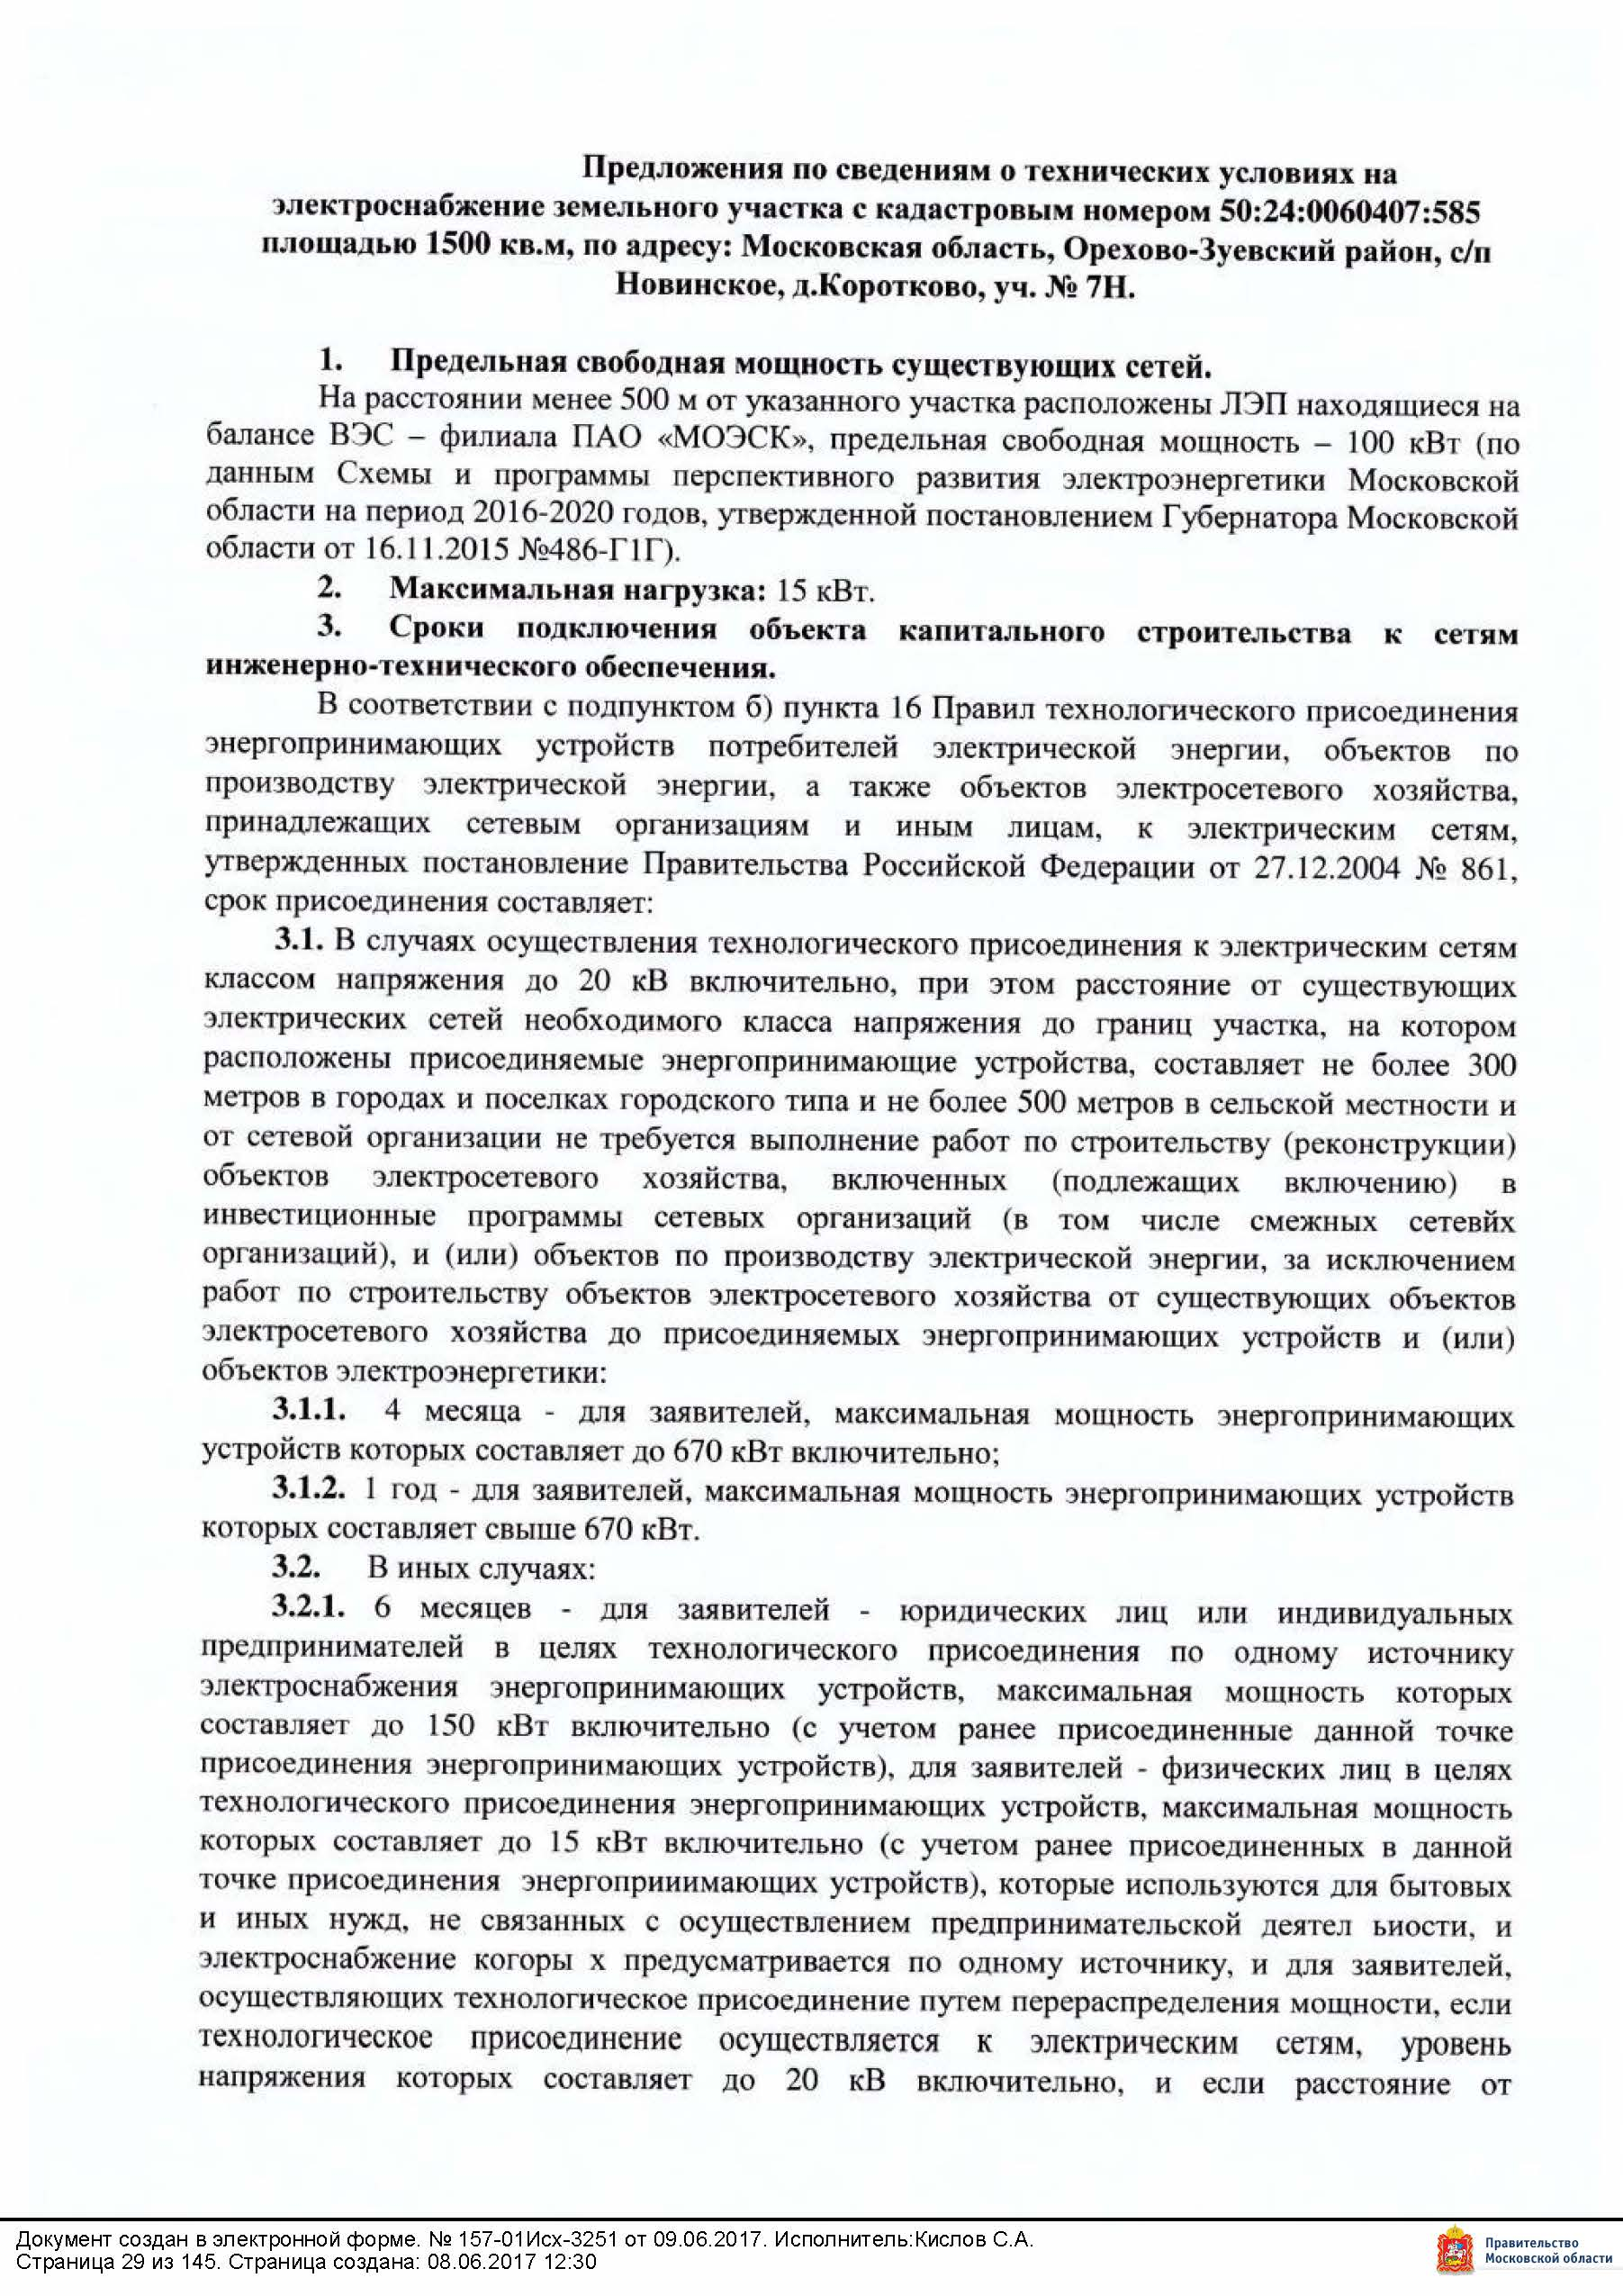 Предложения по сведениям о технических условиях на
электроснабжение земельного участка с кадастровым номером 50:24:0060407:585
площадью 1500 кв.м, по адресу: Московская область, Орехово-Зуевский район, с/п
Новинское, д.Коротково, уч. № 7Н.
1. Предельная свободная мощность существующих сетей.
На расстоянии менее 500 м от указанного участка расположены ЛЭП находящиеся на
балансе ВЭС – филиала ПАО «МОЭСК», предельная свободная мощность – 100 кВт (по
данным Схемы и программы перспективного развития электроэнергетики Московской
области на период 2016-2020 годов, утвержденной постановлением Губернатора Московской
области от 16.11.2015 №486-Г1Г).
2. Максимальная нагрузка: 15 кВт.
3. Сроки подключения объекта капитального строительства к сетям
инженерно-технического обеспечения.
В соответствии с подпунктом б) пункта 16 Правил технологического присоединения
энергопринимающих устройств потребителей электрической энергии, объектов по
производству электрической энергии, а также объектов электросетевого хозяйства,
принадлежащих сетевым организациям и иным лицам, к электрическим сетям,
утвержденных постановление Правительства Российской Федерации от 27.12.2004 № 861,
срок присоединения составляет:
3.1. В случаях осуществления технологического присоединения к электрическим сетям
классом напряжения до 20 кВ включительно, при этом расстояние от существующих
электрических сетей необходимого класса напряжения до границ участка, на котором
расположены присоединяемые энергопринимающие устройства, составляет не более 300
метров в городах и поселках городского типа и не более 500 метров в сельской местности и
от сетевой организации не требуется выполнение работ по строительству (реконструкции)
объектов электросетевого хозяйства, включенных (подлежащих включению) в
инвестиционные программы сетевых организаций (в том числе смежных сетевйх
организаций), и (или) объектов по производству электрической энергии, за исключением
работ по строительству объектов электросетевого хозяйства от существующих объектов
электросетевого хозяйства до присоединяемых энергопринимающих устройств и (или)
объектов электроэнергетики:
3.1.1. 4 месяца - для заявителей, максимальная мощность энергопринимающих
устройств которых составляет до 670 кВт включительно;
3.1.2. 1 год - для заявителей, максимальная мощность энергопринимающих устройств
которых составляет свыше 670 кВт.
3.2. В иных случаях:
3.2.1. 6 месяцев - для заявителей - юридических лиц или индивидуальных
предпринимателей в целях технологического присоединения по одному источнику
электроснабжения энергопринимающих устройств, максимальная мощность которых
составляет до 150 кВт включительно (с учетом ранее присоединенные данной точке
присоединения энергопринимающих устройств), для заявителей - физических лиц в целях
технологического присоединения энергопринимающих устройств, максимальная мощность
которых составляет до 15 кВт включительно (с учетом ранее присоединенных в данной
точке присоединения энергоприиимающих устройств), которые используются для бытовых
и иных нужд, не связанных с осуществлением предпринимательской деятел ьиости, и
электроснабжение когоры х предусматривается по одному источнику, и для заявителей,
осуществляющих технологическое присоединение путем перераспределения мощности, если
технологическое присоединение осуществляется к электрическим сетям, уровень
напряжения которых составляет до 20 кВ включительно, и если расстояние от
Документ создан в электронной форме. № 157-01Исх-3251 от 09.06.2017. Исполнитель:Кислов С.А.
Страница 29 из 145. Страница создана: 08.06.2017 12:30
Правительство
Московской области